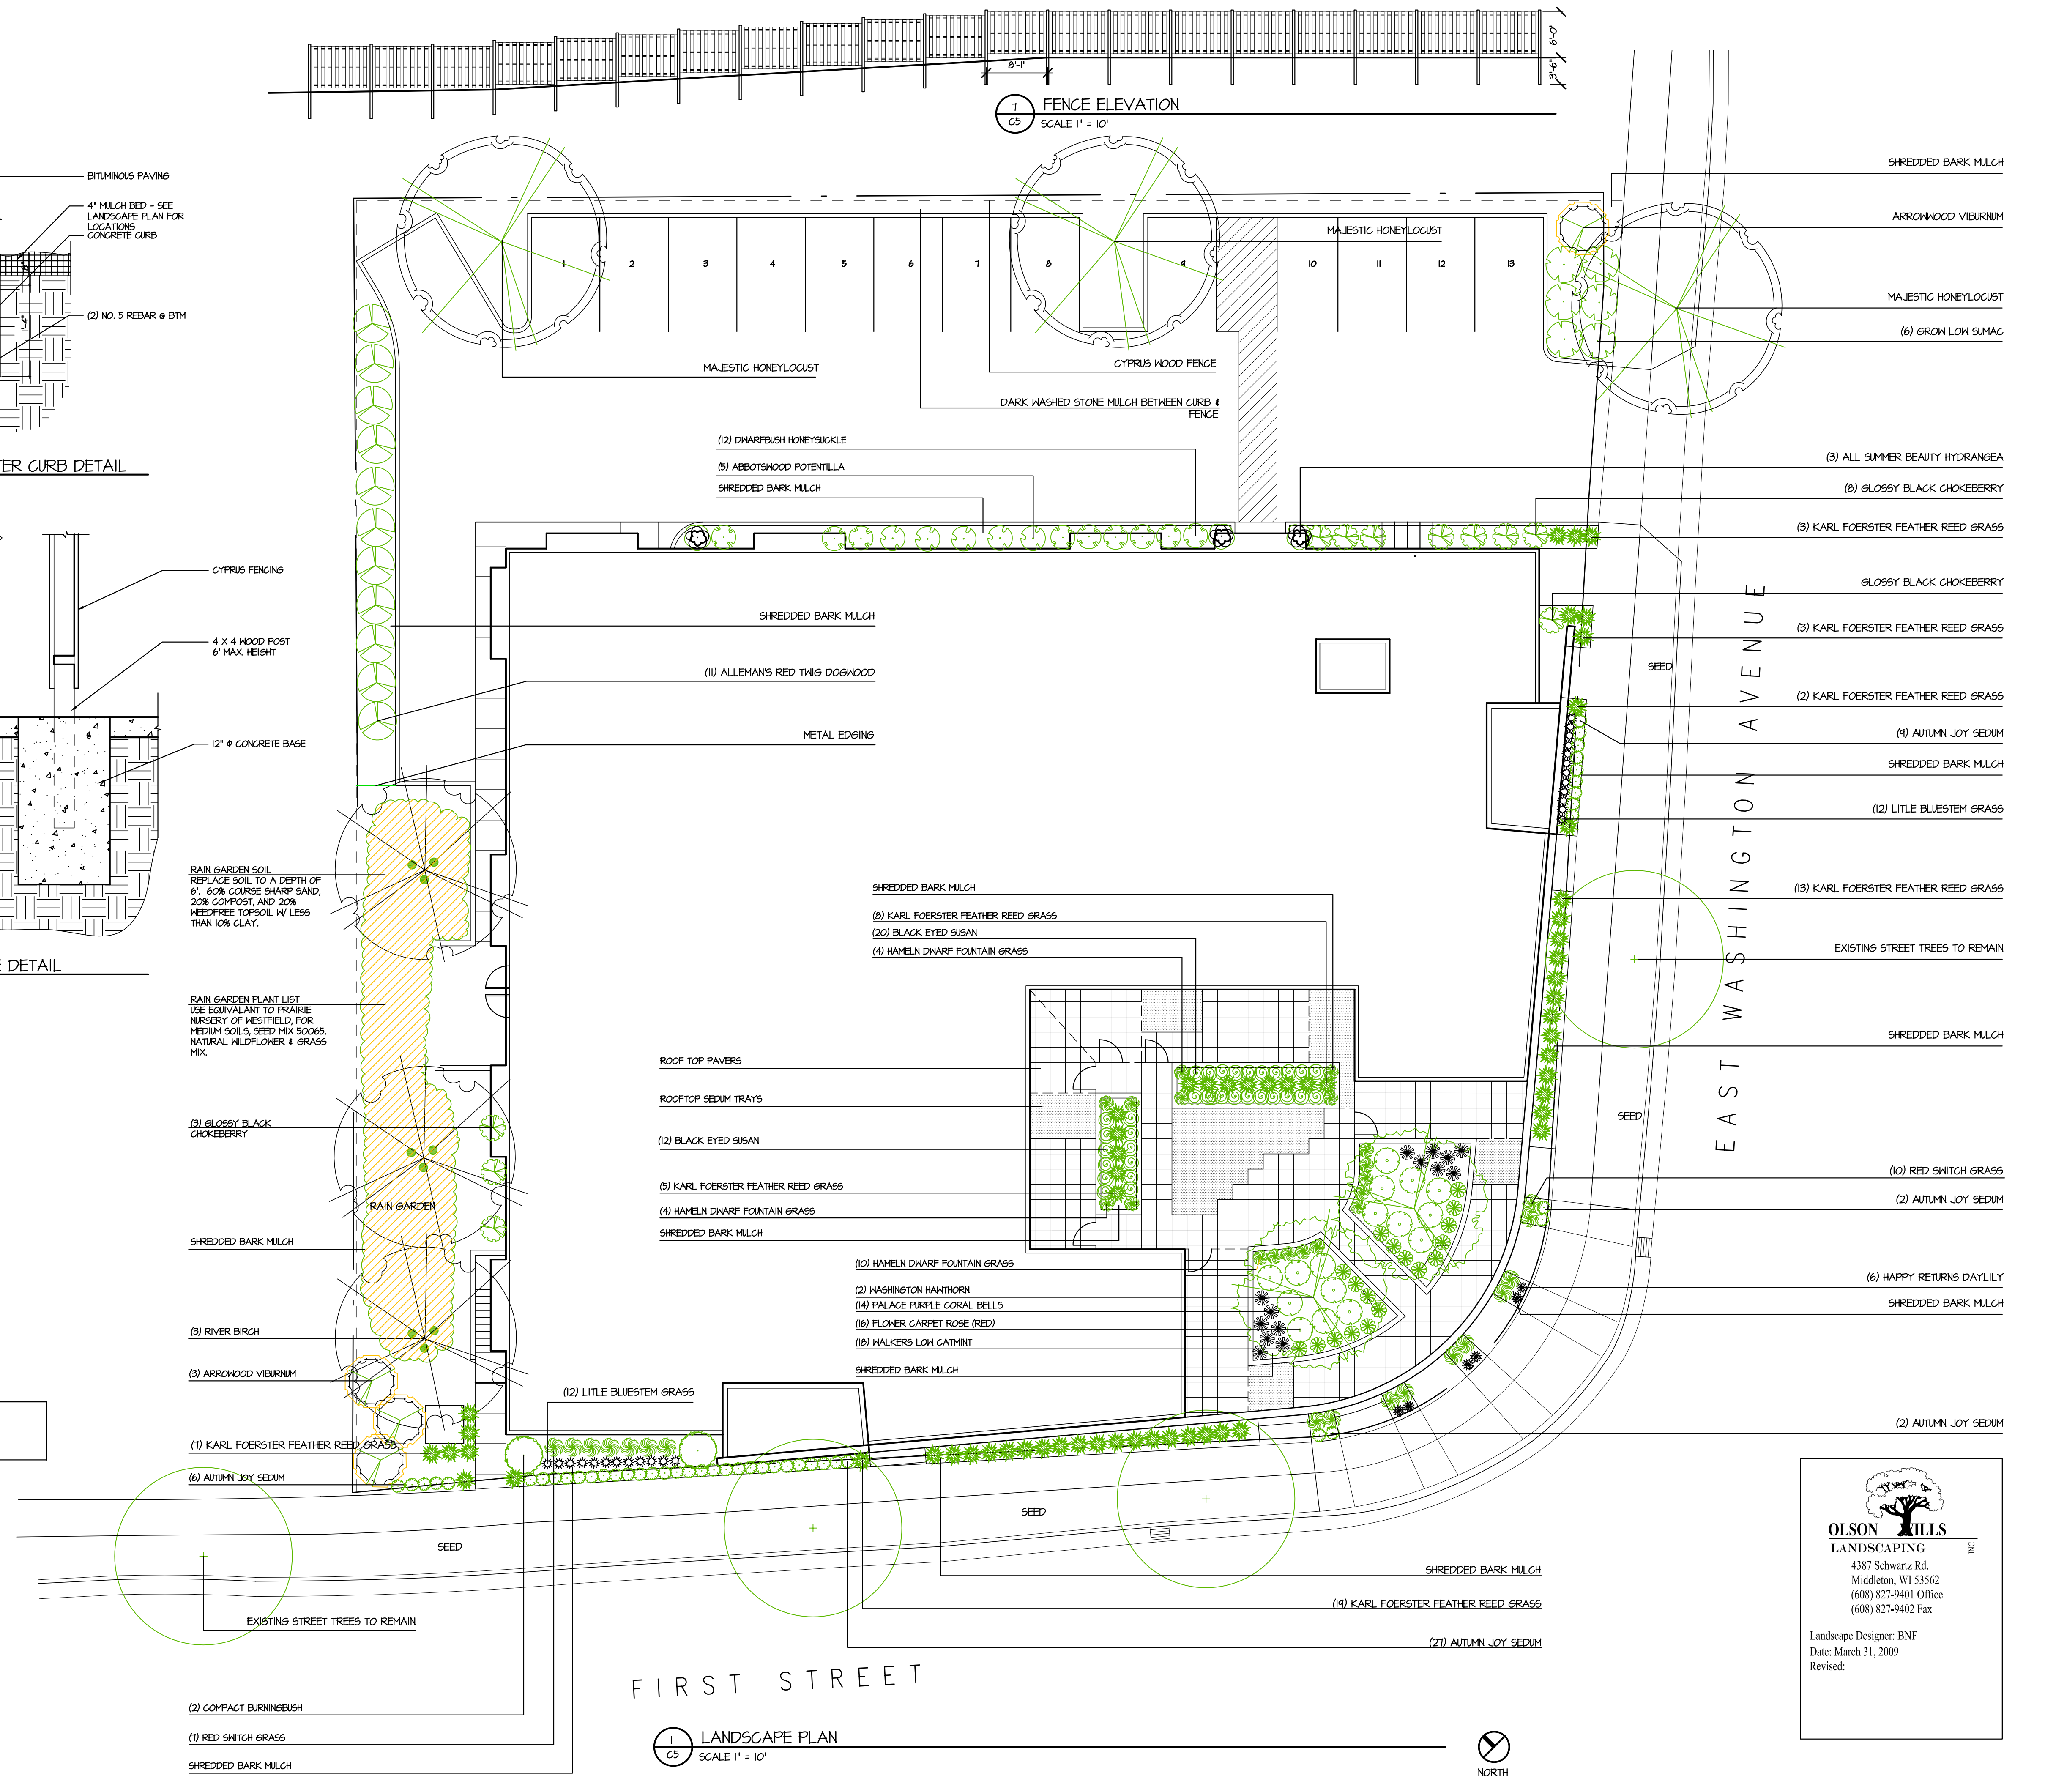 6'-0"
3'-6"
8'-1"
7
C5
FENCE ELEVATION
SCALE 1" = 10'
BITUMINOUS PAVING
4" MULCH BED - SEE
LANDSCAPE PLAN FOR
LOCATIONS
CONCRETE CURB
(2) NO. 5 REBAR @ BTM
TER CURB DETAIL
CYPRUS FENCING
4 X 4 WOOD POST
6' MAX. HEIGHT
12" Φ CONCRETE BASE
E DETAIL
1
2
3
4
5
6
7
8
9
10
11
12
13
MAJESTIC HONEYLOCUST
MAJESTIC HONEYLOCUST
CYPRUS WOOD FENCE
DARK WASHED STONE MULCH BETWEEN CURB &
FENCE
(12) DWARFBUSH HONEYSUCKLE
(5) ABBOTSWOOD POTENTILLA
SHREDDED BARK MULCH
SHREDDED BARK MULCH
ARROWWOOD VIBURNUM
MAJESTIC HONEYLOCUST
(6) GROW LOW SUMAC
(3) ALL SUMMER BEAUTY HYDRANGEA
(8) GLOSSY BLACK CHOKEBERRY
(3) KARL FOERSTER FEATHER REED GRASS
GLOSSY BLACK CHOKEBERRY
(3) KARL FOERSTER FEATHER REED GRASS
SEED
(2) KARL FOERSTER FEATHER REED GRASS
(9) AUTUMN JOY SEDUM
SHREDDED BARK MULCH
(12) LITLE BLUESTEM GRASS
(13) KARL FOERSTER FEATHER REED GRASS
EXISTING STREET TREES TO REMAIN
SHREDDED BARK MULCH
EAST WASHINGTON AVENUE
SEED
(10) RED SWITCH GRASS
(2) AUTUMN JOY SEDUM
(6) HAPPY RETURNS DAYLILY
SHREDDED BARK MULCH
(2) AUTUMN JOY SEDUM
SHREDDED BARK MULCH
(11) ALLEMAN'S RED TWIG DOGWOOD
METAL EDGING
RAIN GARDEN SOIL
REPLACE SOIL TO A DEPTH OF
6'. 60% COURSE SHARP SAND,
20% COMPOST, AND 20%
WEEDFREE TOPSOIL W/ LESS
THAN 10% CLAY.
RAIN GARDEN PLANT LIST
USE EQUIVALANT TO PRAIRIE
NURSERY OF WESTFIELD, FOR
MEDIUM SOILS, SEED MIX 50065.
NATURAL WILDFLOWER & GRASS
MIX.
(3) GLOSSY BLACK
CHOKEBERRY
RAIN GARDEN
SHREDDED BARK MULCH
(3) RIVER BIRCH
(3) ARROWOOD VIBURNUM
(7) KARL FOERSTER FEATHER REED GRASS
(6) AUTUMN JOY SEDUM
SHREDDED BARK MULCH
(8) KARL FOERSTER FEATHER REED GRASS
(20) BLACK EYED SUSAN
(4) HAMELN DWARF FOUNTAIN GRASS
ROOF TOP PAVERS
ROOFTOP SEDUM TRAYS
(12) BLACK EYED SUSAN
(5) KARL FOERSTER FEATHER REED GRASS
(4) HAMELN DWARF FOUNTAIN GRASS
SHREDDED BARK MULCH
(10) HAMELN DWARF FOUNTAIN GRASS
(2) WASHINGTON HAWTHORN
(14) PALACE PURPLE CORAL BELLS
(16) FLOWER CARPET ROSE (RED)
(18) WALKERS LOW CATMINT
SHREDDED BARK MULCH
(12) LITLE BLUESTEM GRASS
SEED
SEED
EXISTING STREET TREES TO REMAIN
SHREDDED BARK MULCH
(19) KARL FOERSTER FEATHER REED GRASS
(27) AUTUMN JOY SEDUM
FIRST STREET
(2) COMPACT BURNINGBUSH
(7) RED SWITCH GRASS
SHREDDED BARK MULCH
1
C5
LANDSCAPE PLAN
SCALE 1" = 10'
NORTH
OLSON WILLS
LANDSCAPING INC.
4387 Schwartz Rd.
Middleton, WI 53562
(608) 827-9401 Office
(608) 827-9402 Fax
Landscape Designer: BNF
Date: March 31, 2009
Revised: